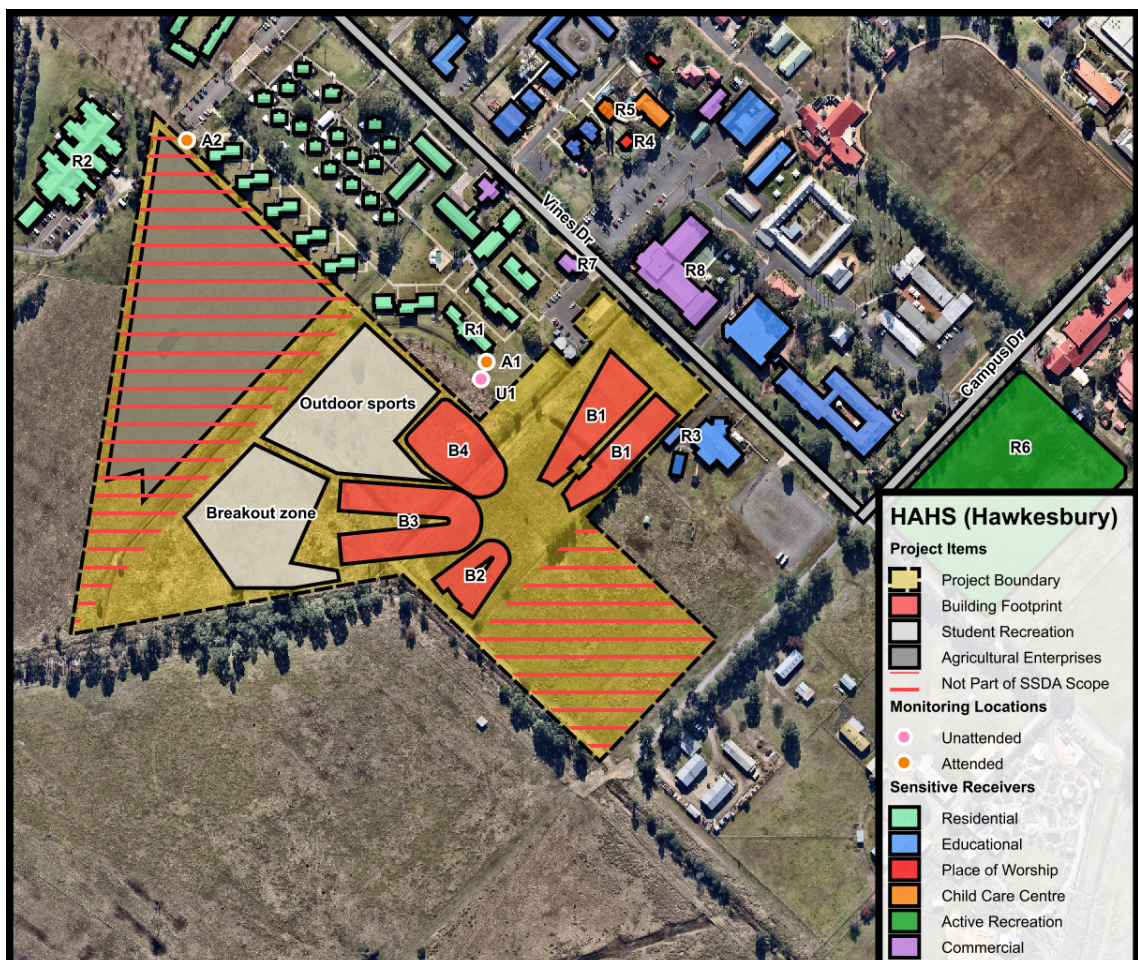 R5
R4
A2
R2
Vines Dr
R7
R8
R1
A1
U1
Campus Dr
Outdoor sports
B1
B4
B1
R3
R6
Breakout zone
B3
B2
HAHS (Hawkesbury)
Project Items
Project Boundary
Building Footprint
Student Recreation
Agricultural Enterprises
Not Part of SSDA Scope
Monitoring Locations
Unattended
Attended
Sensitive Receivers
Residential
Educational
Place of Worship
Child Care Centre
Active Recreation
Commercial